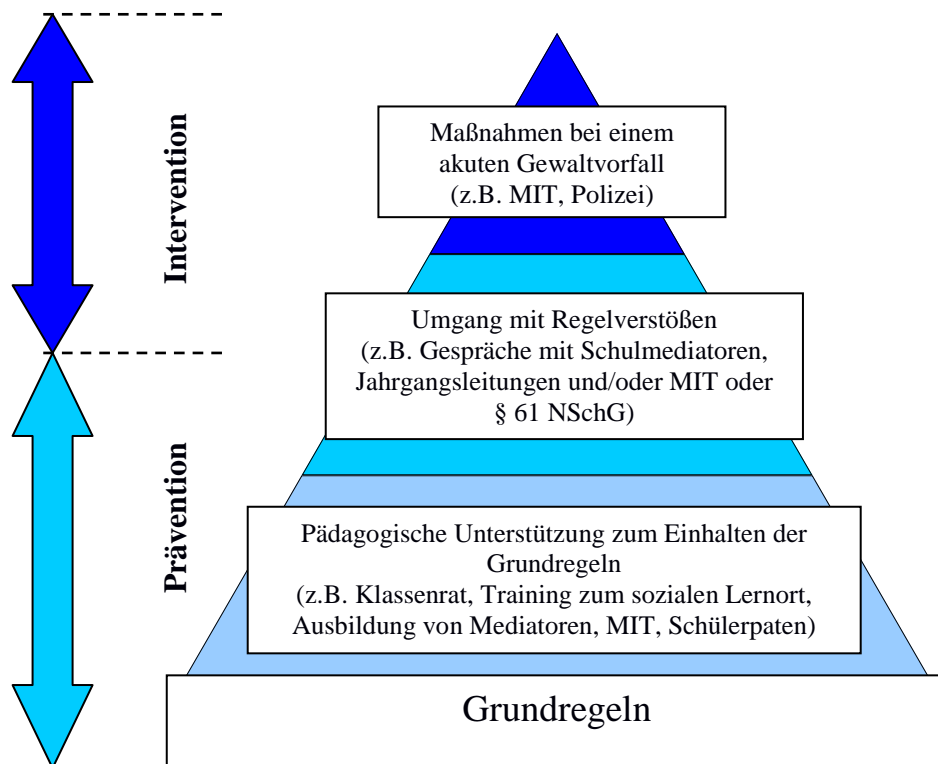 Intervention
Prävention
Maßnahmen bei einem
akuten Gewaltvorfall
(z.B. MIT, Polizei)
Umgang mit Regelverstößen
(z.B. Gespräche mit Schulmediatoren,
Jahrgangsleitungen und/oder MIT oder
§ 61 NSchG)
Pädagogische Unterstützung zum Einhalten der
Grundregeln
(z.B. Klassenrat, Training zum sozialen Lernort,
Ausbildung von Mediatoren, MIT, Schülerpaten)
Grundregeln